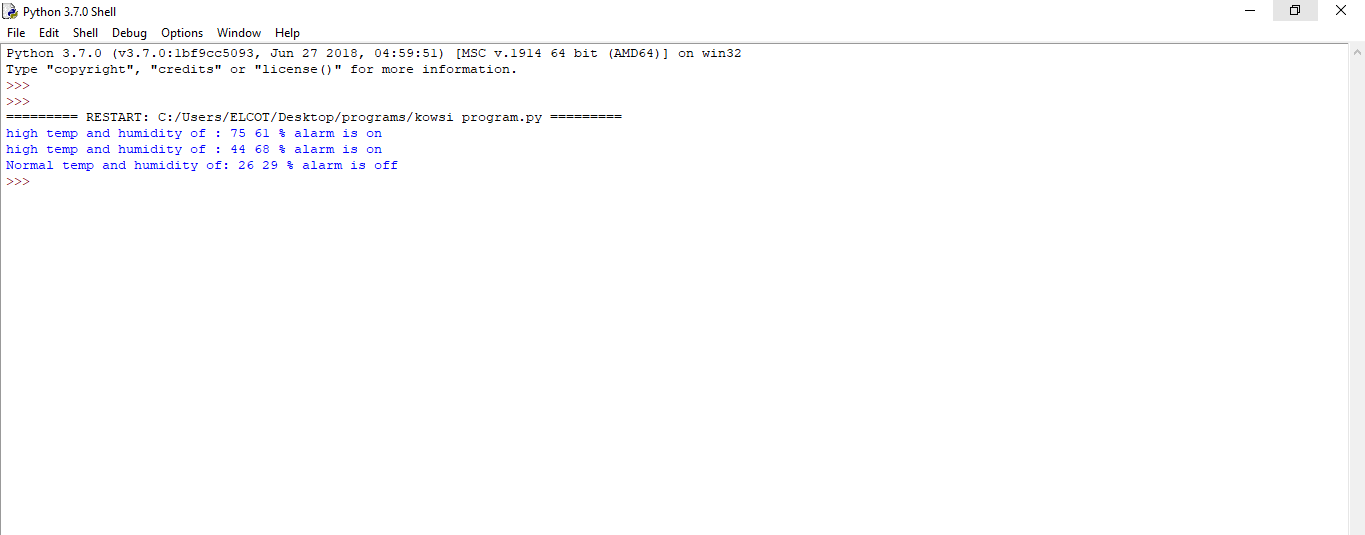 Python 3.7.0 Shell
File Edit Shell Debug Options Window Help
Python 3.7.0 (v3.7.0:1bf9cc5093, Jun 27 2018, 04:59:51) [MSC v.1914 64 bit (AMD64)] on win32
Type "copyright", "credits" or "license()" for more information.
>>>
>>>
========= RESTART: C:/Users/ELCOT/Desktop/programs/kowsi program.py =========
high temp and humidity of : 75 61 % alarm is on
high temp and humidity of : 44 68 % alarm is on
Normal temp and humidity of: 26 29 % alarm is off
>>>